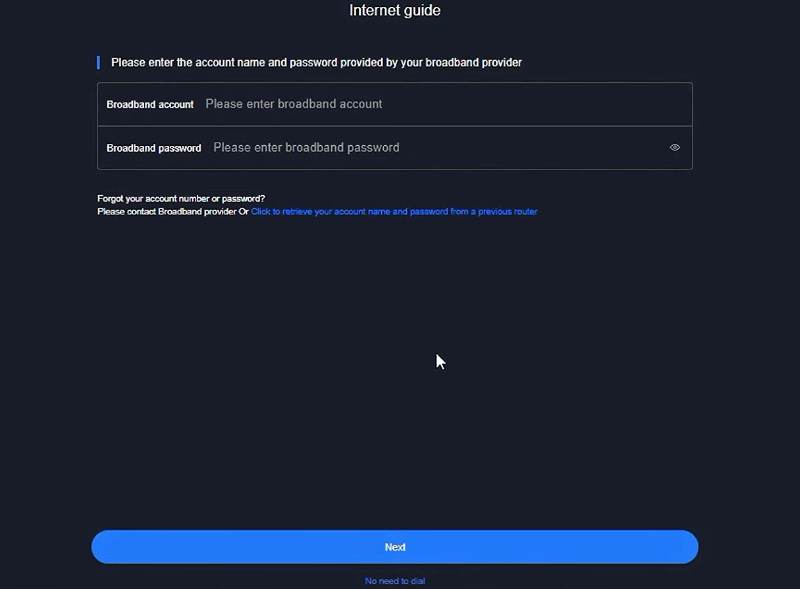 Internet guide
Please enter the account name and password provided by your broadband provider
Broadband account Please enter broadband account
Broadband password Please enter broadband password
Forgot your account number or password?
Please contact Broadband provider Or Click to retrieve your account name and password from a previous router
Next
No need to dial